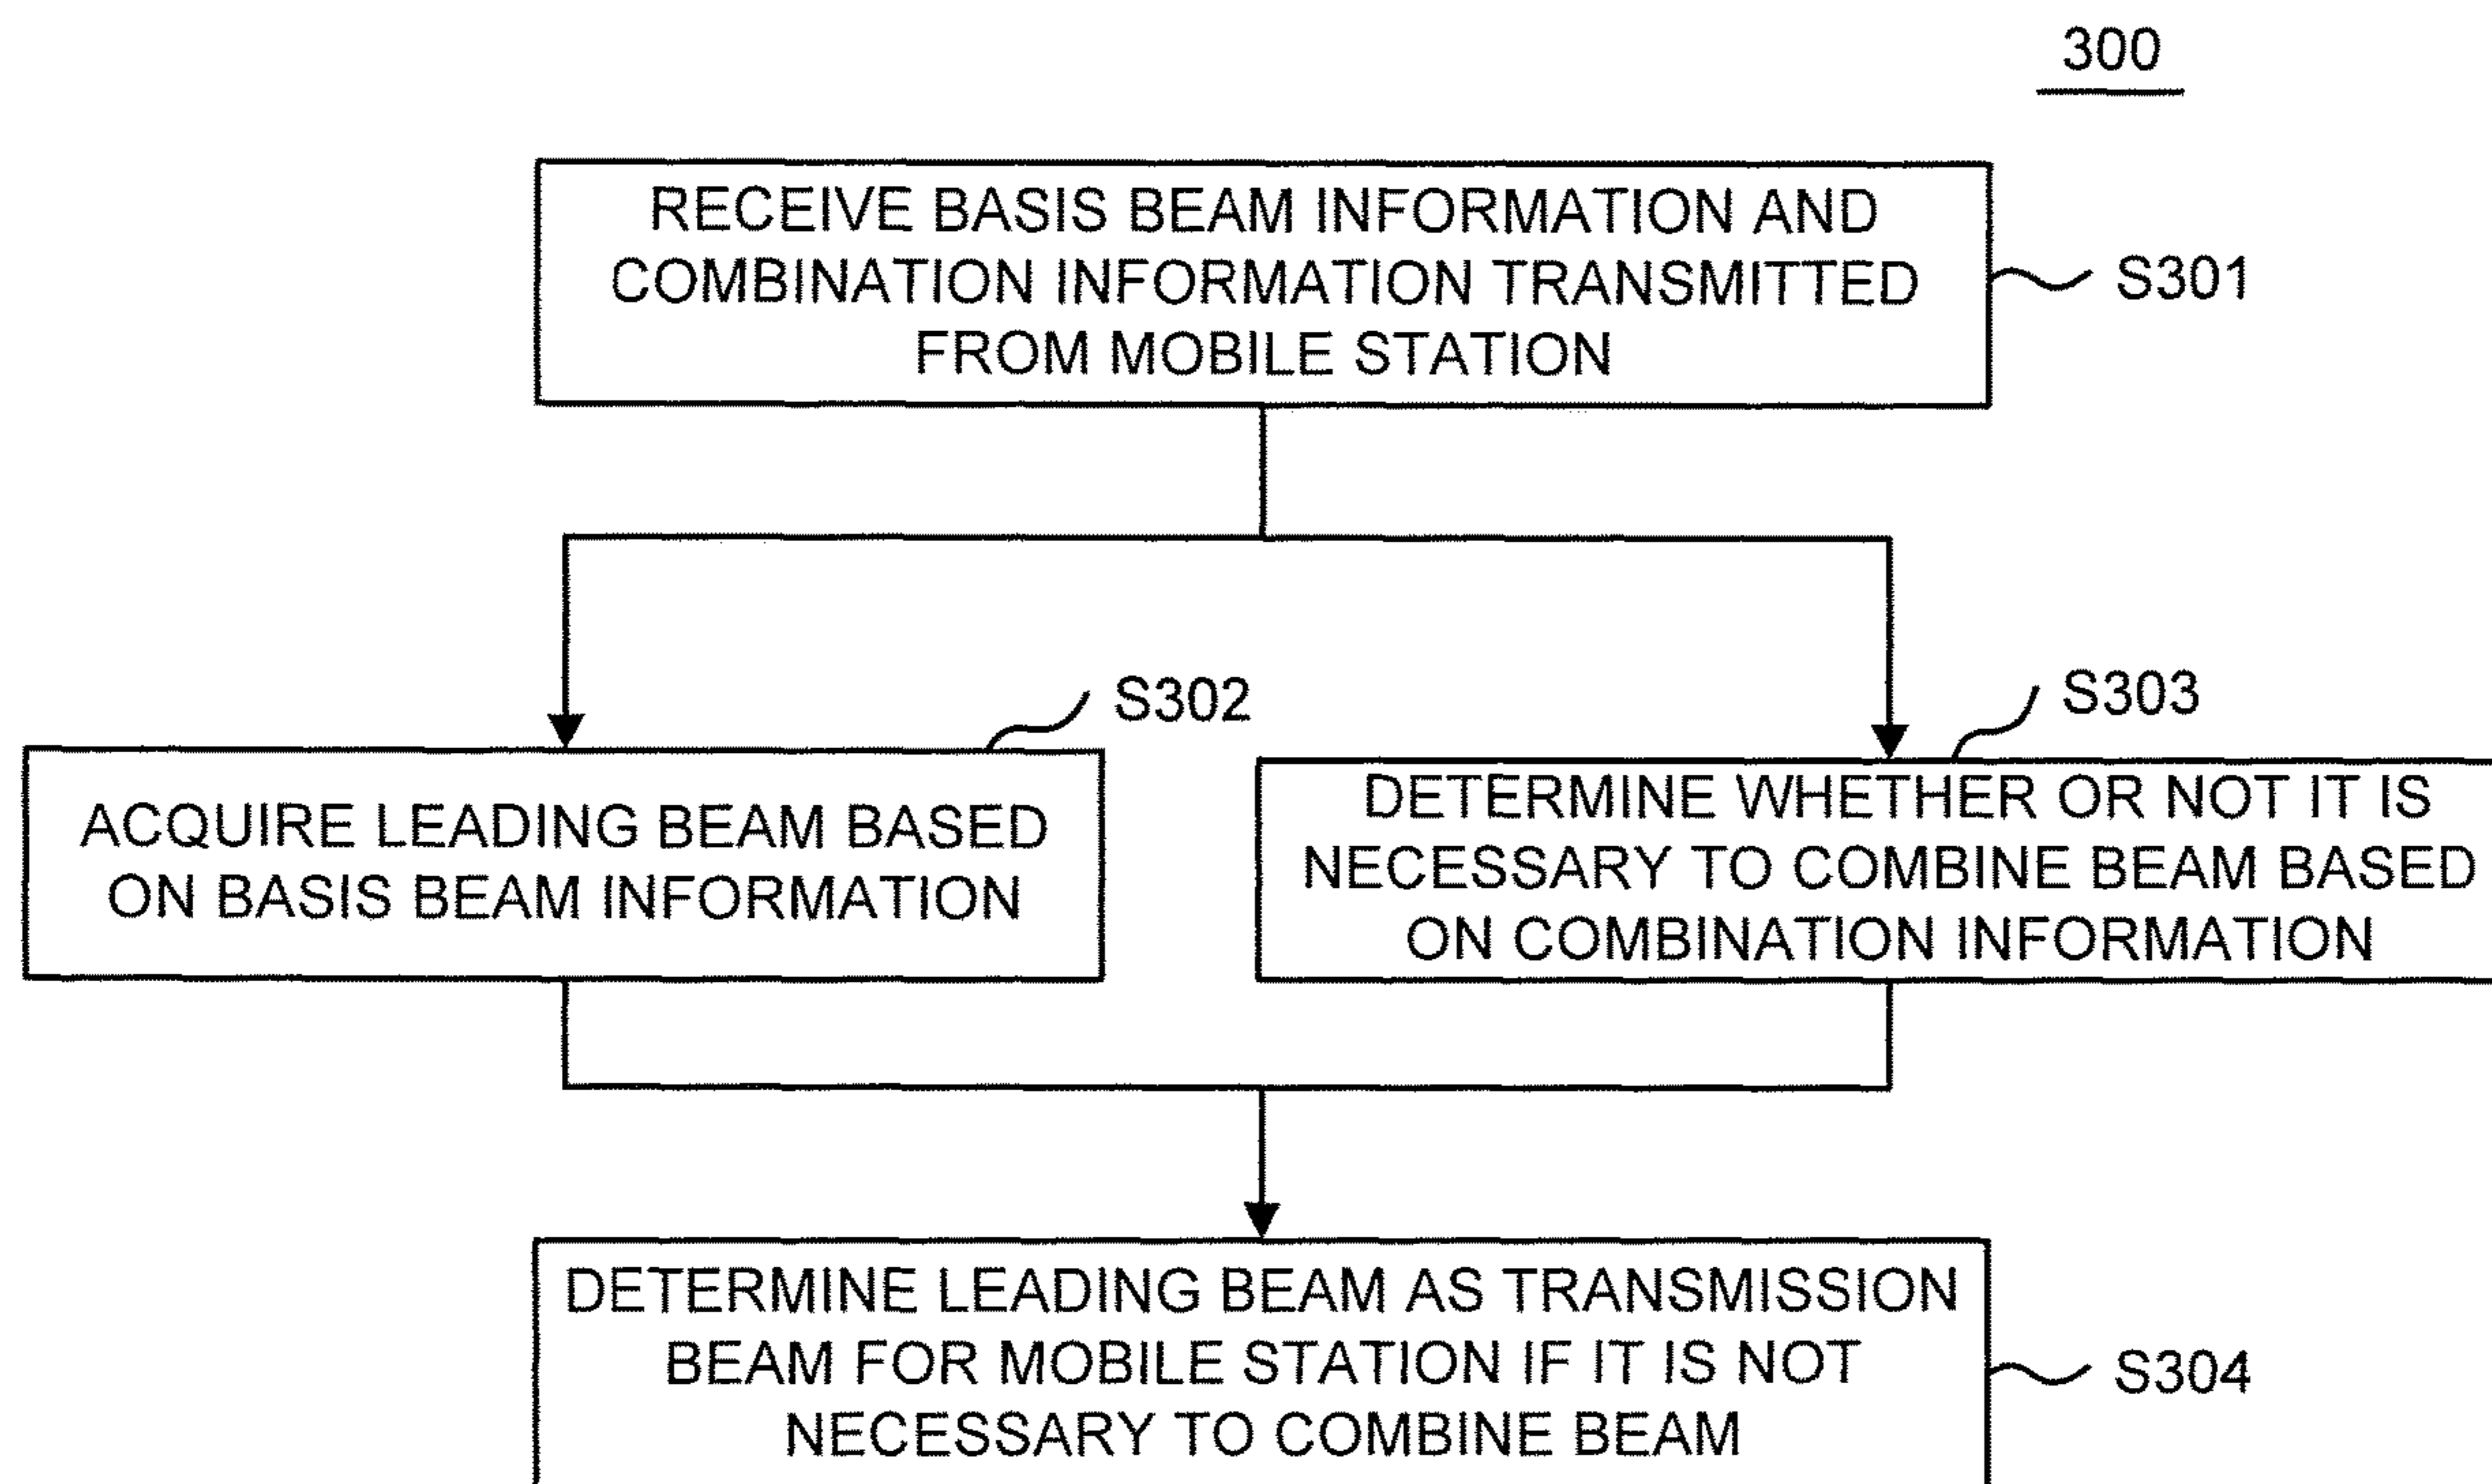 300
RECEIVE BASIS BEAM INFORMATION AND
COMBINATION INFORMATION TRANSMITTED
FROM MOBILE STATION
S301
S302
ACQUIRE LEADING BEAM BASED
ON BASIS BEAM INFORMATION
S303
DETERMINE WHETHER OR NOT IT IS
NECESSARY TO COMBINE BEAM BASED
ON COMBINATION INFORMATION
DETERMINE LEADING BEAM AS TRANSMISSION
BEAM FOR MOBILE STATION IF IT IS NOT
NECESSARY TO COMBINE BEAM
S304